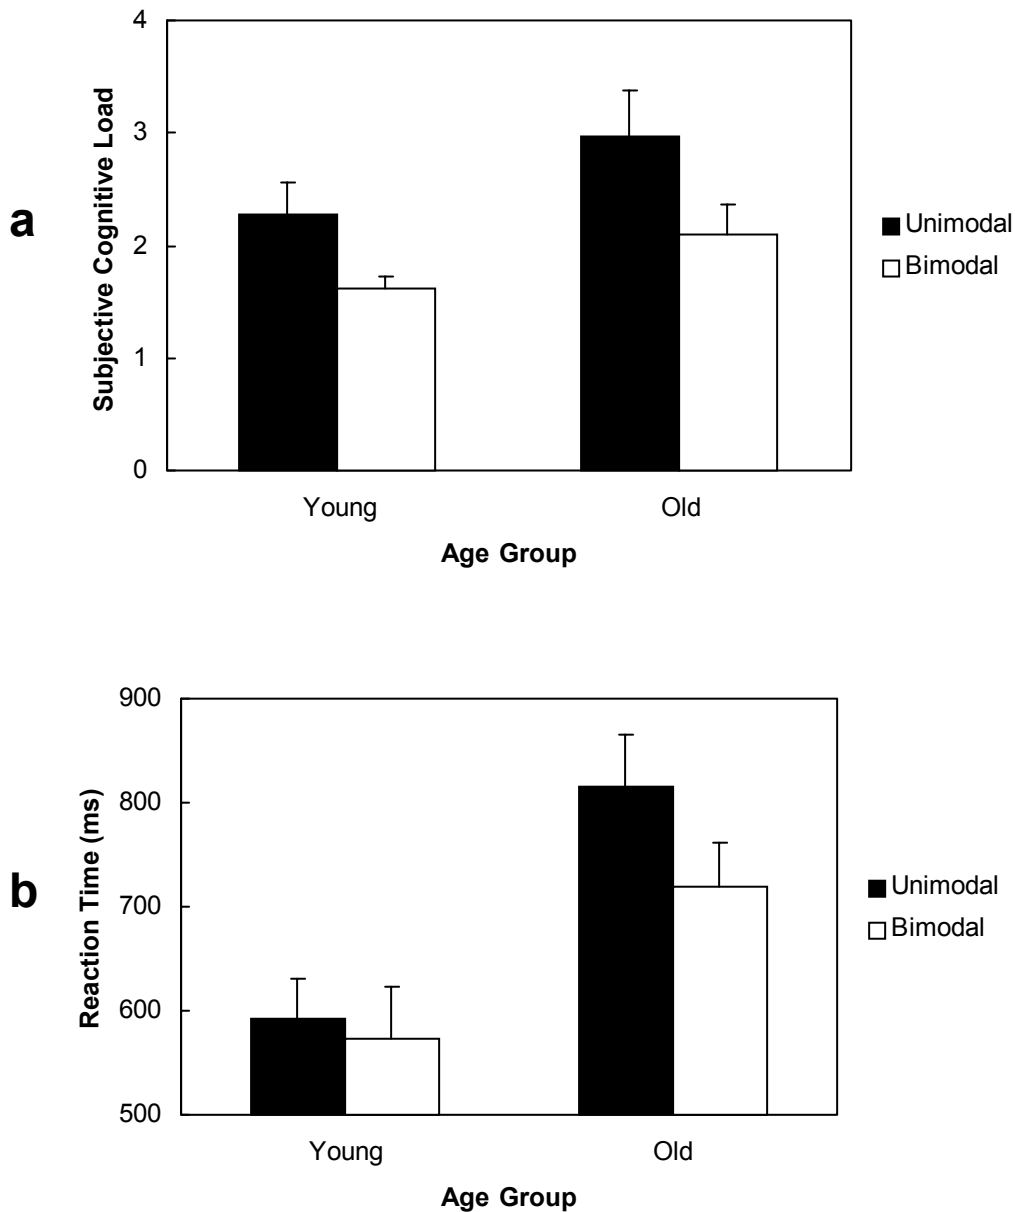 a
Subjective Cognitive Load
4
3
2
1
0
Young
Old
Age Group
Unimodal
Bimodal
b
Reaction Time (ms)
900
800
700
600
500
Young
Old
Age Group
Unimodal
Bimodal